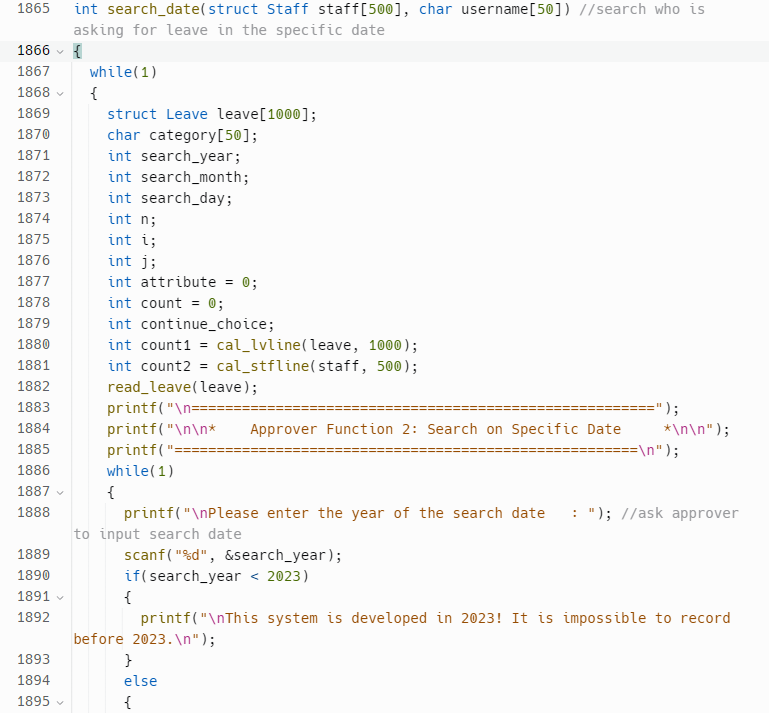 1865 int search_date(struct Staff staff[500], char username[50]) //search who is
asking for leave in the specific date
1866 {
1867 while(1)
1868 {
1869 struct Leave leave[1000];
1870 char category[50];
1871 int search_year;
1872 int search_month;
1873 int search_day;
1874 int n;
1875 int i;
1876 int j;
1877 int attribute = 0;
1878 int count = 0;
1879 int continue_choice;
1880 int count1 = cal_lvline(leave, 1000);
1881 int count2 = cal_stfline(staff, 500);
1882 read_leave(leave);
1883 printf("\n=======================================================");
1884 printf("\n\n*    Approver Function 2: Search on Specific Date     *\n\n");
1885 printf("=======================================================\n");
1886 while(1)
1887 {
1888 printf("\nPlease enter the year of the search date   : "); //ask approver
to input search date
1889 scanf("%d", &search_year);
1890 if(search_year < 2023)
1891 {
1892 printf("\nThis system is developed in 2023! It is impossible to record
before 2023.\n");
1893 }
1894 else
1895 {